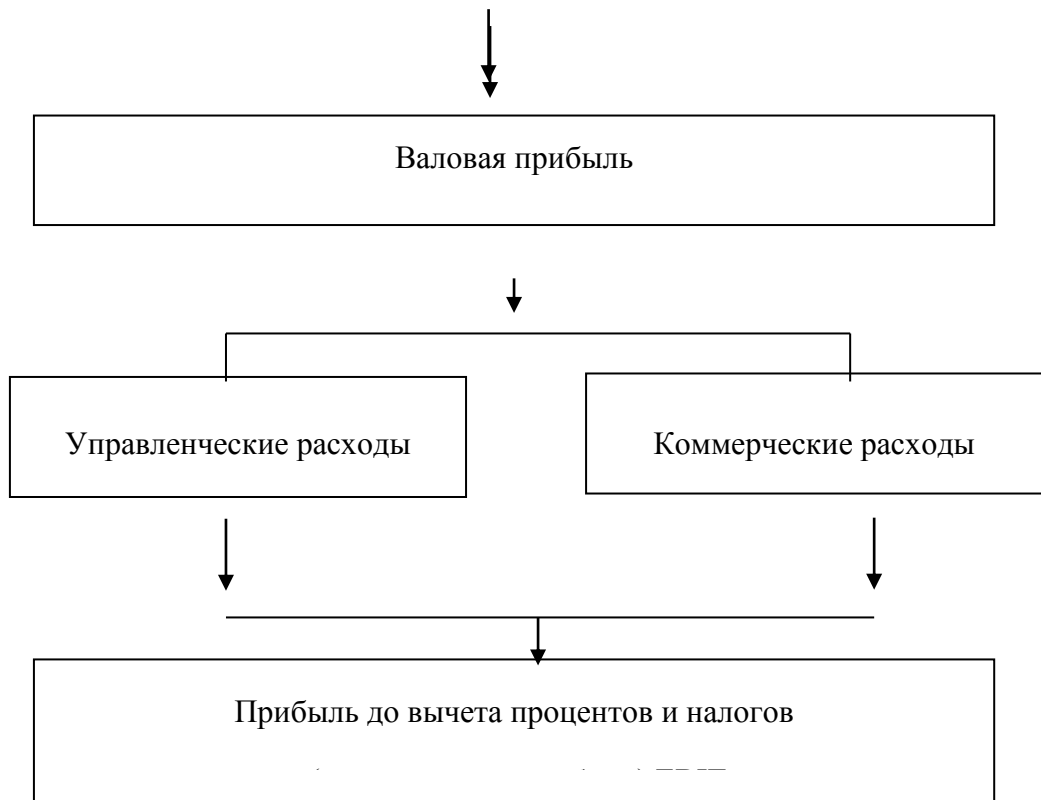 Валовая прибыль
Управленческие расходы
Коммерческие расходы
Прибыль до вычета процентов и налогов